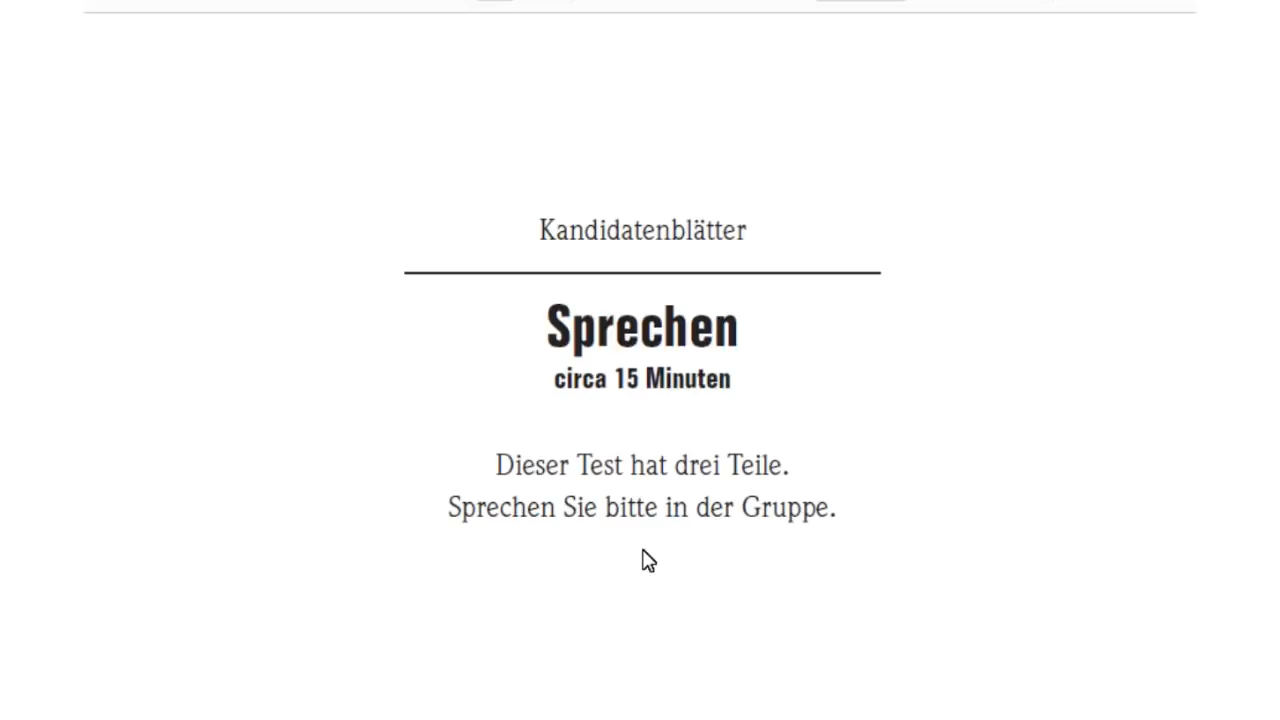 Kandidatenblätter
Sprechen
circa 15 Minuten
Dieser Test hat drei Teile.
Sprechen Sie bitte in der Gruppe.